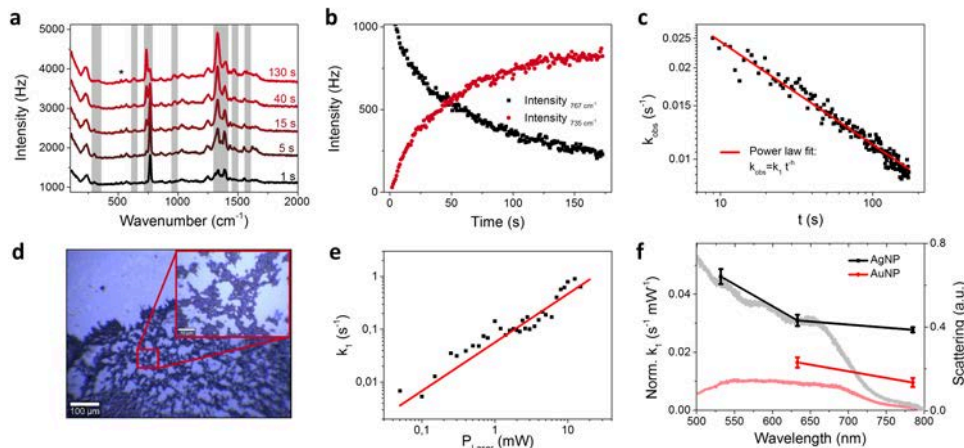 a
5000
4000
3000
2000
1000
Intensity (Hz)
130 s
40 s
15 s
5 s
1 s
*
500 1000 1500 2000
Wavenumber (cm-1)
b
1000
500
0
Intensity (Hz)
Intensity 767 cm-1
Intensity 735 cm-1
0 50 100 150
Time (s)
c
0.025
0.015
0.01
kobs (s-1)
Power law fit:
kobs=k1 t-h
10 100
t (s)
d
100 µm
e
1
0,1
0,01
k1 (s-1)
0,1 1 10
PLaser (mW)
f
0.04
0.02
0.00
Norm. k1 (s-1 mW-1)
AgNP
AuNP
0.8
0.4
0.0
Scattering (a.u.)
500 550 600 650 700 750 800
Wavelength (nm)